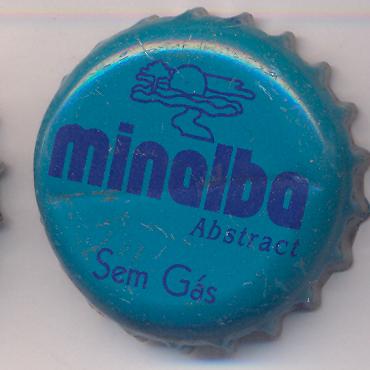 minalba
Abstract
Sem Gás